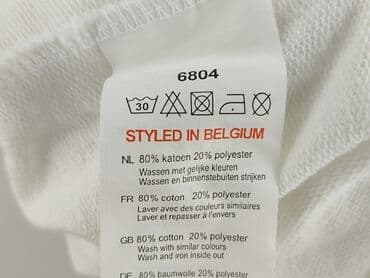 6804
30
STYLED IN BELGIUM
NL 80% katoen 20% polyester
Wassen met gelijke kleuren
Wassen en binnenstebuiten strijken
FR 80% coton 20% polyester
Laver avec des couleurs similaires
Laver et repasser à l'envers
GB 80% cotton 20% polyester
Wash with similar colours
Wash and iron inside out
DE 80% baumwolle 20% polyester